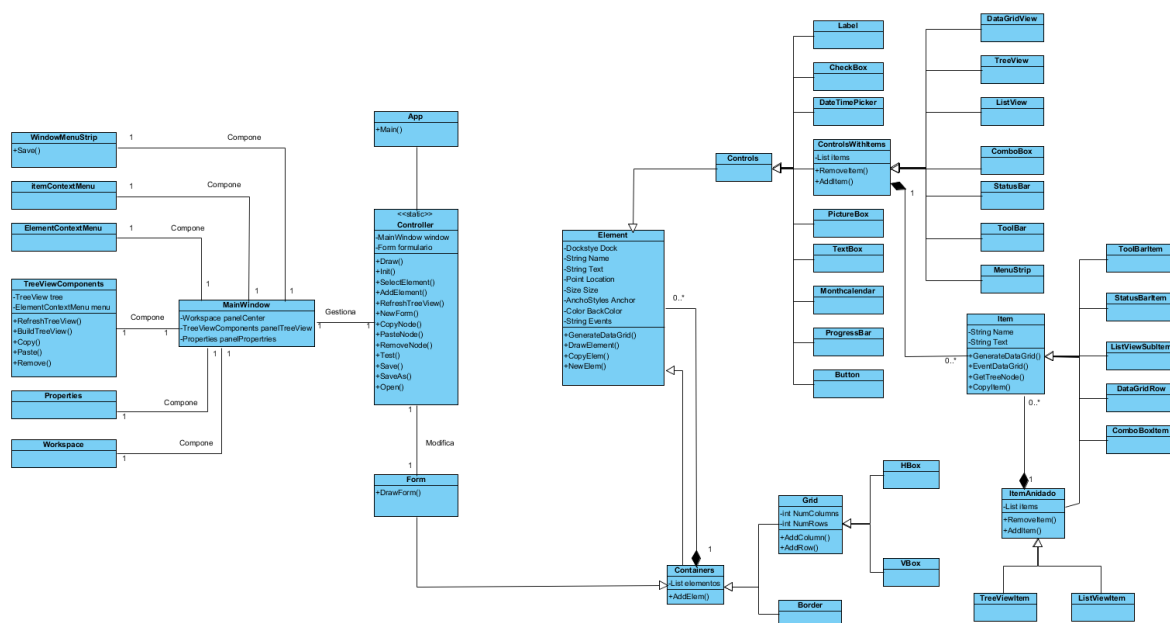 WindowMenuStrip
+Save()
itemContextMenu
ElementContextMenu
TreeViewComponents
-TreeView tree
-ElementContextMenu menu
+RefreshTreeView()
+BuildTreeView()
+Copy()
+Paste()
+Remove()
Properties
Workspace
1
Compone
1
1
Compone
1
1
Compone
1
1
Compone
1
1
Compone
1
1
Compone
1
MainWindow
-Workspace panelCenter
-TreeViewComponents panelTreeView
-Properties panelPropertries
1
Gestiona
1
App
+Main()
<<static>>
Controller
-MainWindow window
-Form formulario
+Draw()
+Init()
+SelectElement()
+AddElement()
+RefreshTreeView()
+NewForm()
+CopyNode()
+PasteNode()
+RemoveNode()
+Test()
+Save()
+SaveAs()
+Open()
1
Modifica
1
Form
+DrawForm()
Element
-Dockstye Dock
-String Name
-String Text
-Point Location
-Size Size
-AnchoStyles Anchor
-Color BackColor
-String Events
+GenerateDataGrid()
+DrawElement()
+CopyElem()
+NewElem()
0..*
1
Containers
-List elementos
+AddElem()
Controls
Label
CheckBox
DateTimePicker
ControlsWithItems
-List items
+RemoveItem()
+AddItem()
PictureBox
TextBox
Monthcalendar
ProgressBar
Button
DataGridView
TreeView
ListView
ComboBox
StatusBar
ToolBar
MenuStrip
1
0..*
Item
-String Name
-String Text
+GenerateDataGrid()
+EventDataGrid()
+GetTreeNode()
+CopyItem()
0..*
1
ToolBarItem
StatusBarItem
ListViewSubItem
DataGridRow
ComboBoxItem
ItemAnidado
-List items
+RemoveItem()
+AddItem()
TreeViewItem
ListViewItem
Grid
-int NumColumns
-int NumRows
+AddColumn()
+AddRow()
HBox
VBox
Border